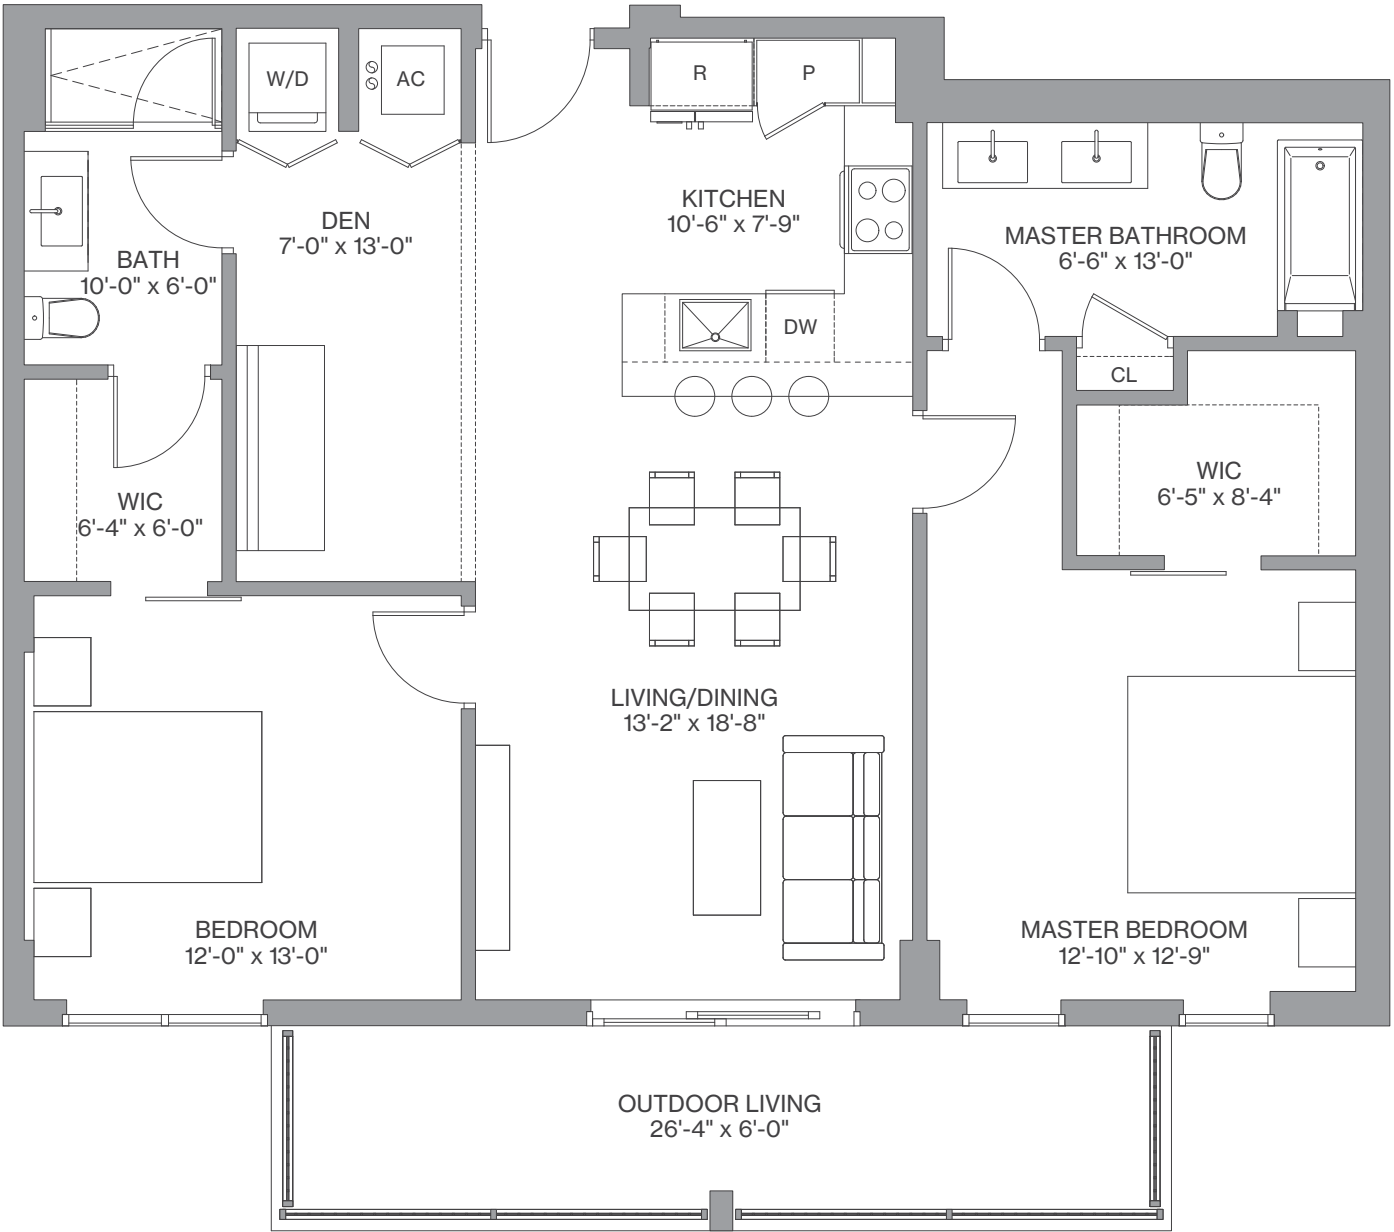 W/D
AC
R
P
KITCHEN
10'-6" x 7'-9"
DEN
7'-0" x 13'-0"
MASTER BATHROOM
6'-6" x 13'-0"
BATH
10'-0" x 6'-0"
DW
CL
WIC
6'-4" x 6'-0"
WIC
6'-5" x 8'-4"
LIVING/DINING
13'-2" x 18'-8"
BEDROOM
12'-0" x 13'-0"
MASTER BEDROOM
12'-10" x 12'-9"
OUTDOOR LIVING
26'-4" x 6'-0"